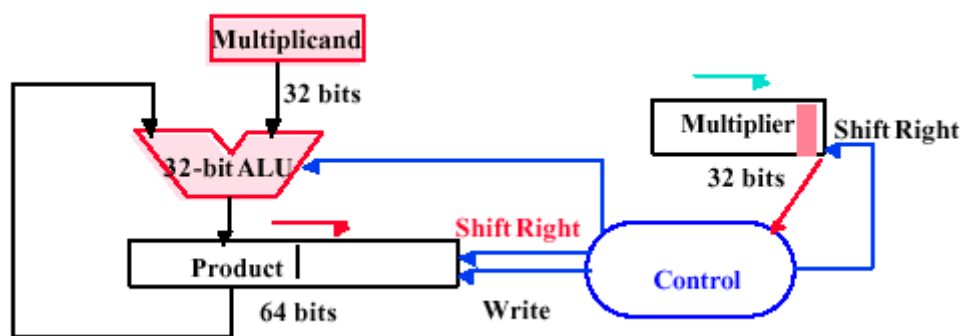 Multiplicand
32 bits
Multiplier
Shift Right
32-bit ALU
32 bits
Shift Right
Product
Control
64 bits
Write